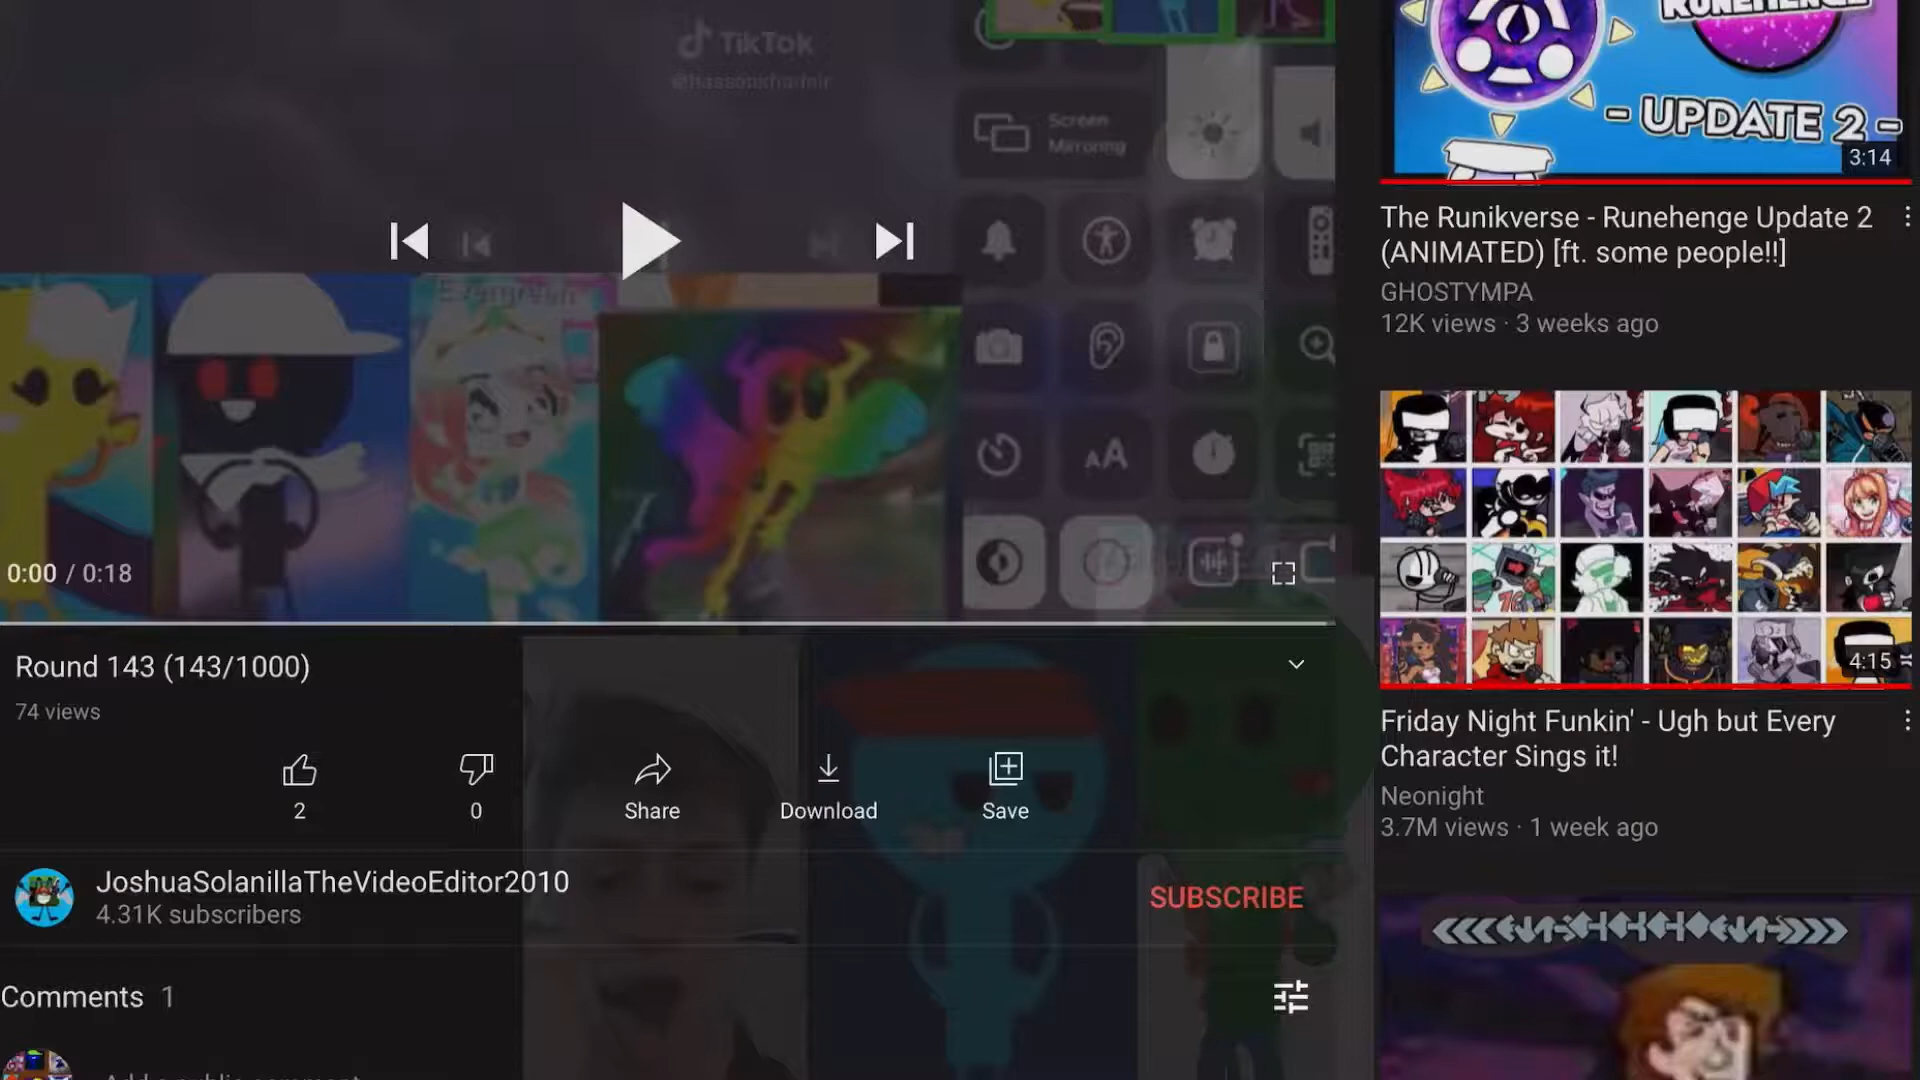 TikTok
Screen
Mirroring
Evergreen
0:00 / 0:18
Round 143 (143/1000)
74 views
2
0
Share
Download
Save
JoshuaSolanillaTheVideoEditor2010
4.31K subscribers
SUBSCRIBE
Comments 1
RUNEHENGE
- UPDATE 2 -
3:14
The Runikverse - Runehenge Update 2
(ANIMATED) [ft. some people!!]
GHOSTYMPA
12K views · 3 weeks ago
4:15
Friday Night Funkin' - Ugh but Every
Character Sings it!
Neonight
3.7M views · 1 week ago